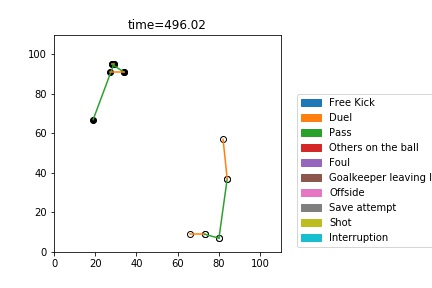 time=496.02
100
80
60
40
20
0
0 20 40 60 80 100
Free Kick
Duel
Pass
Others on the ball
Foul
Goalkeeper leaving l
Offside
Save attempt
Shot
Interruption